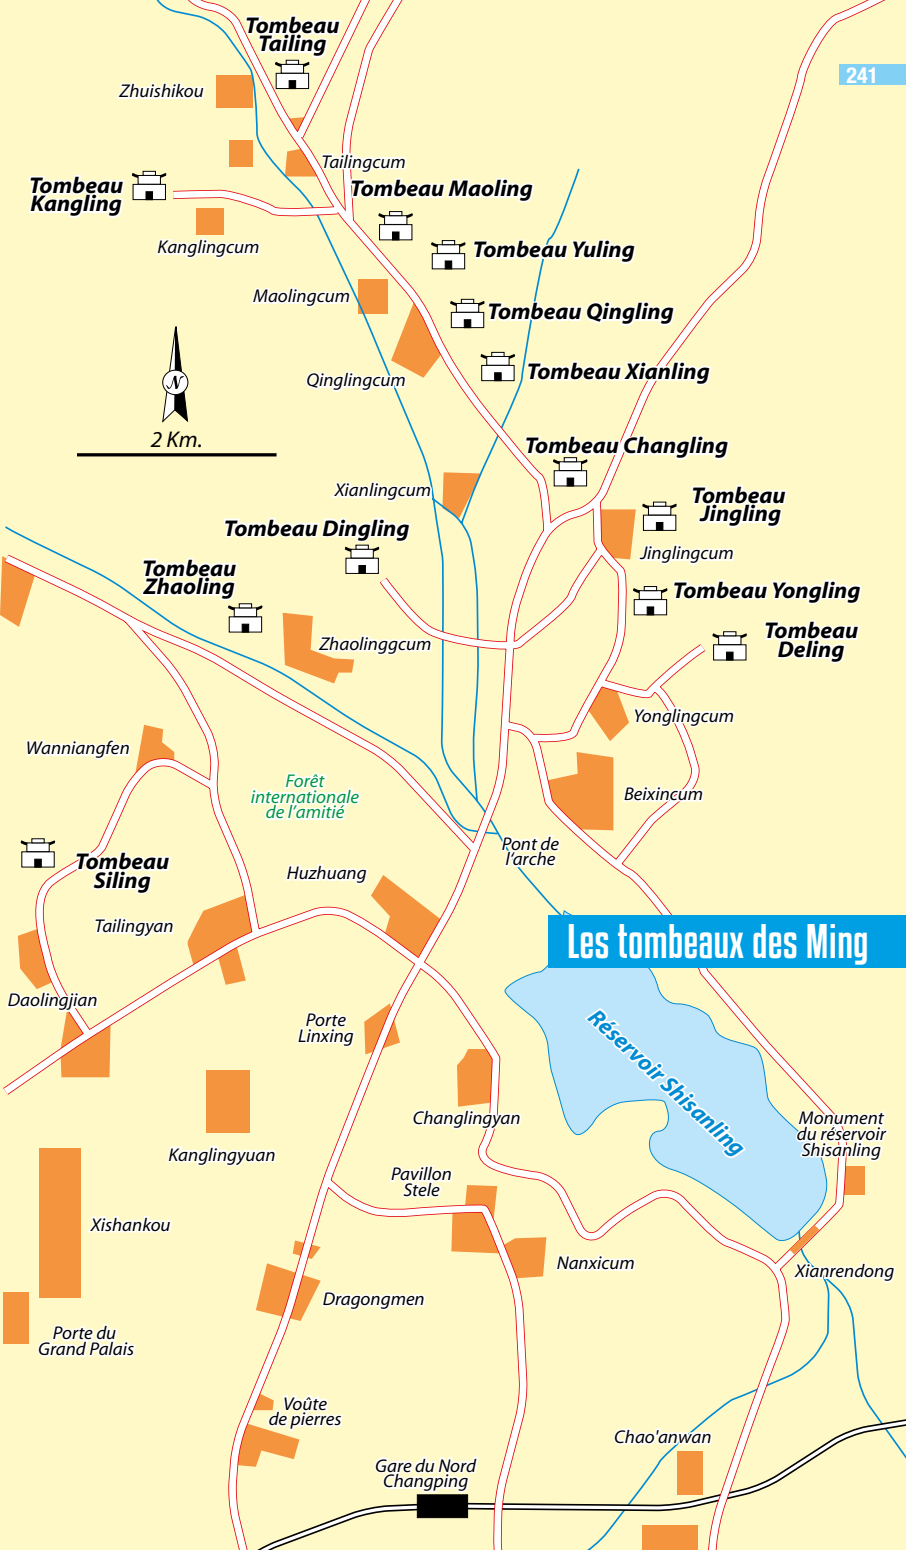 Tombeau
Tailing
241
Zhuishikou
Tailingcum
Tombeau
Kangling
Tombeau Maoling
Kanglingcum
Tombeau Yuling
Maolingcum
Tombeau Qingling
N
Qinglingcum
Tombeau Xianling
2 Km.
Tombeau Changling
Xianlingcum
Tombeau
Jingling
Tombeau Dingling
Jinglingcum
Tombeau
Zhaoling
Tombeau Yongling
Zhaolinggcum
Tombeau
Deling
Yonglingcum
Wanniangfen
Forêt
internationale
de l'amitié
Beixincum
Pont de
l'arche
Tombeau
Siling
Huzhuang
Tailingyan
Les tombeaux des Ming
Daolingjian
Porte
Linxing
Réservoir Shisanling
Changlingyan
Monument
du réservoir
Shisanling
Kanglingyuan
Pavillon
Stele
Xishankou
Nanxicum
Xianrendong
Dragongmen
Porte du
Grand Palais
Voûte
de pierres
Chao'anwan
Gare du Nord
Changping